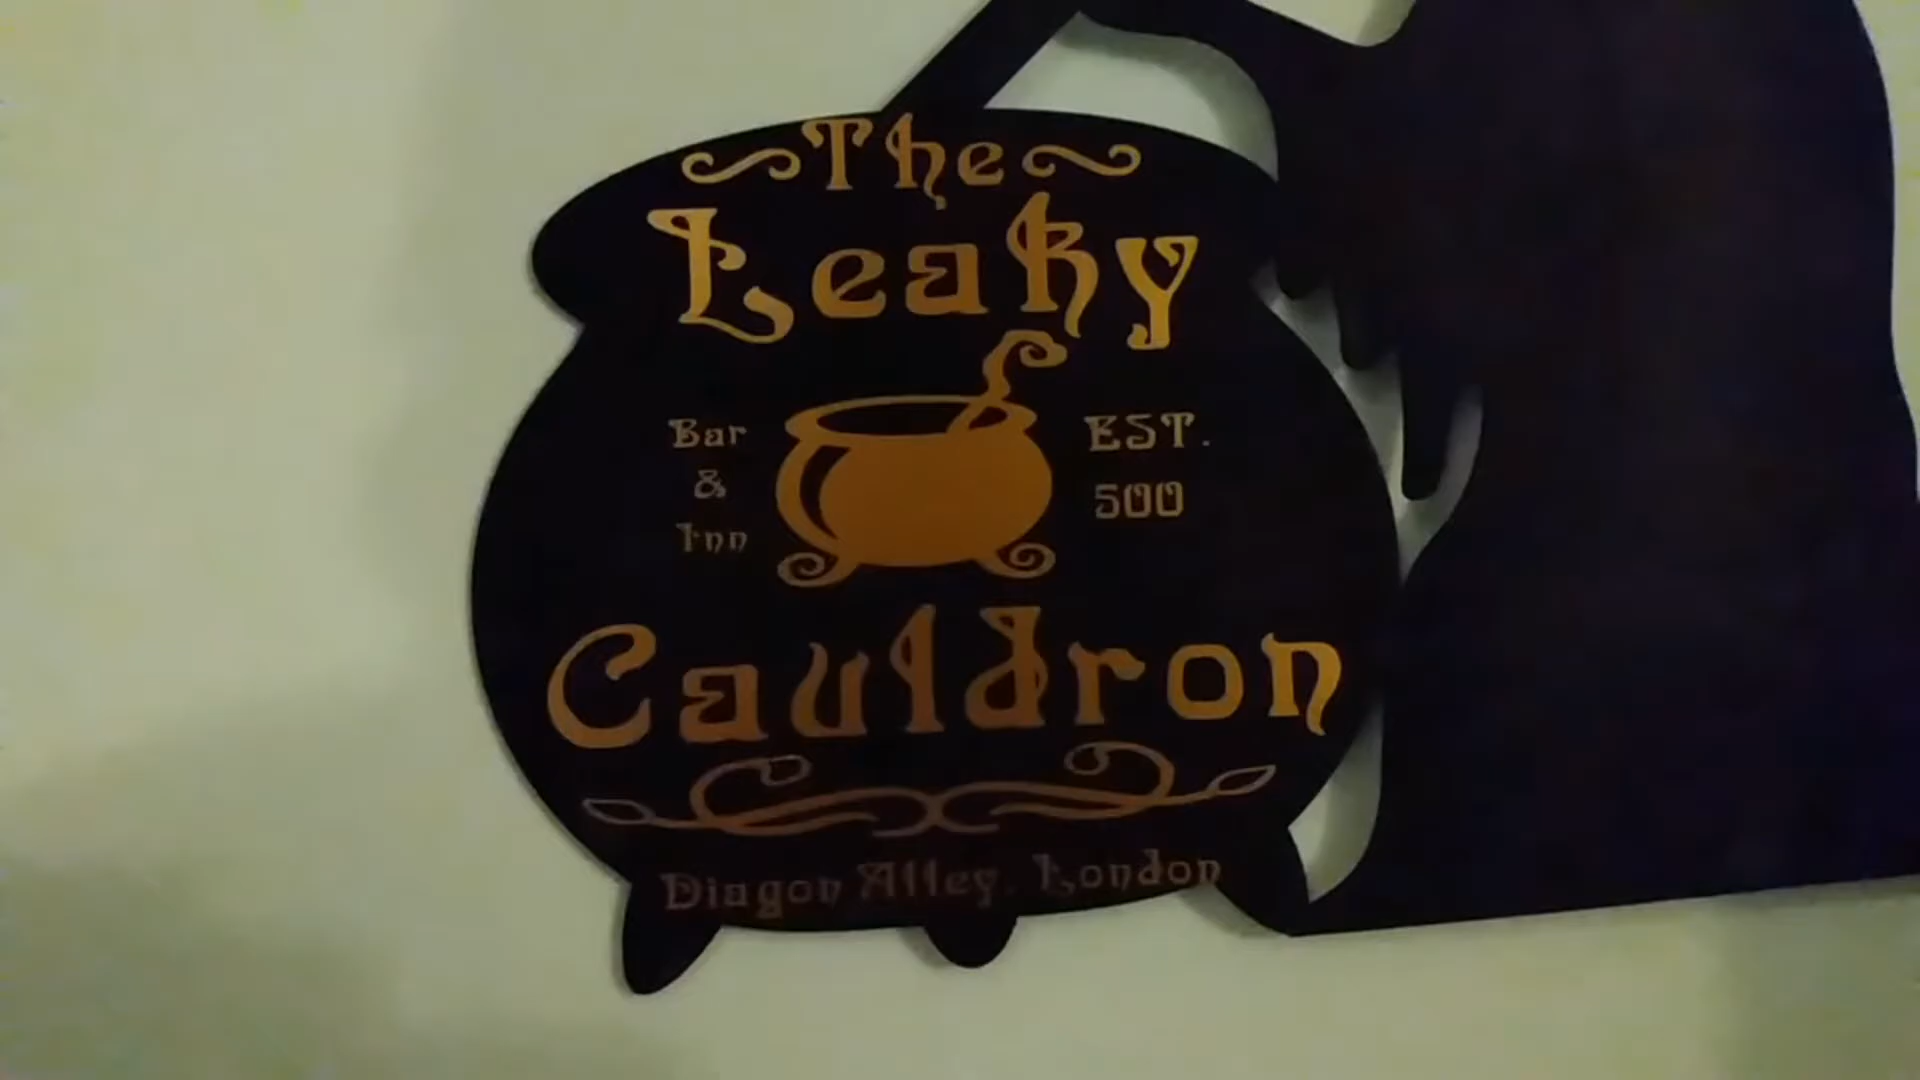 The
Leaky
Bar
&
Inn
EST.
500
Cauldron
Diagon Alley, London